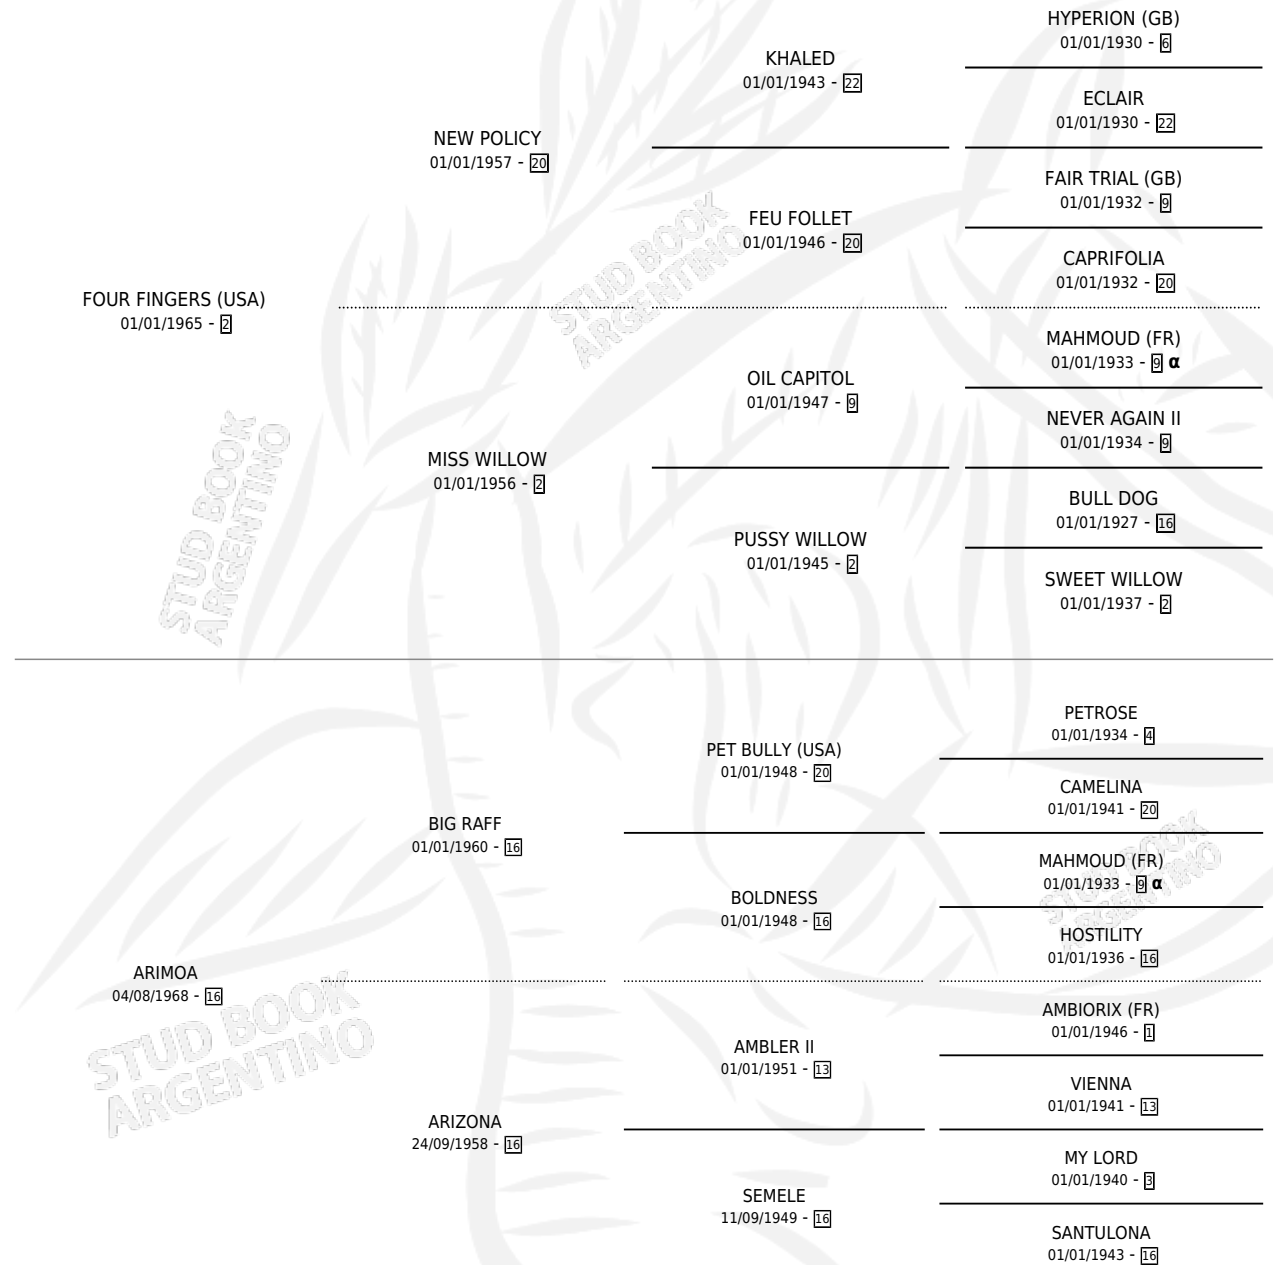 HYPERION (GB)
01/01/1930 - 6
KHALED
01/01/1943 - 22
ECLAIR
01/01/1930 - 22
NEW POLICY
01/01/1957 - 20
FAIR TRIAL (GB)
01/01/1932 - 9
FEU FOLLET
01/01/1946 - 20
CAPRIFOLIA
01/01/1932 - 20
STUD BOOK
ARGENTINO
FOUR FINGERS (USA)
01/01/1965 - 2
MAHMOUD (FR)
01/01/1933 - 9 α
OIL CAPITOL
01/01/1947 - 9
NEVER AGAIN II
01/01/1934 - 9
MISS WILLOW
01/01/1956 - 2
BULL DOG
01/01/1927 - 16
PUSSY WILLOW
01/01/1945 - 2
SWEET WILLOW
01/01/1937 - 2
STUD BOOK
ARGENTINO
PETROSE
01/01/1934 - 4
PET BULLY (USA)
01/01/1948 - 20
CAMELINA
01/01/1941 - 20
BIG RAFF
01/01/1960 - 16
MAHMOUD (FR)
01/01/1933 - 9 α
BOLDNESS
01/01/1948 - 16
HOSTILITY
01/01/1936 - 16
STUD BOOK
ARGENTINO
ARIMOA
04/08/1968 - 16
AMBIORIX (FR)
01/01/1946 - 1
AMBLER II
01/01/1951 - 13
VIENNA
01/01/1941 - 13
STUD BOOK
ARGENTINO
ARIZONA
24/09/1958 - 16
MY LORD
01/01/1940 - 3
SEMELE
11/09/1949 - 16
SANTULONA
01/01/1943 - 16